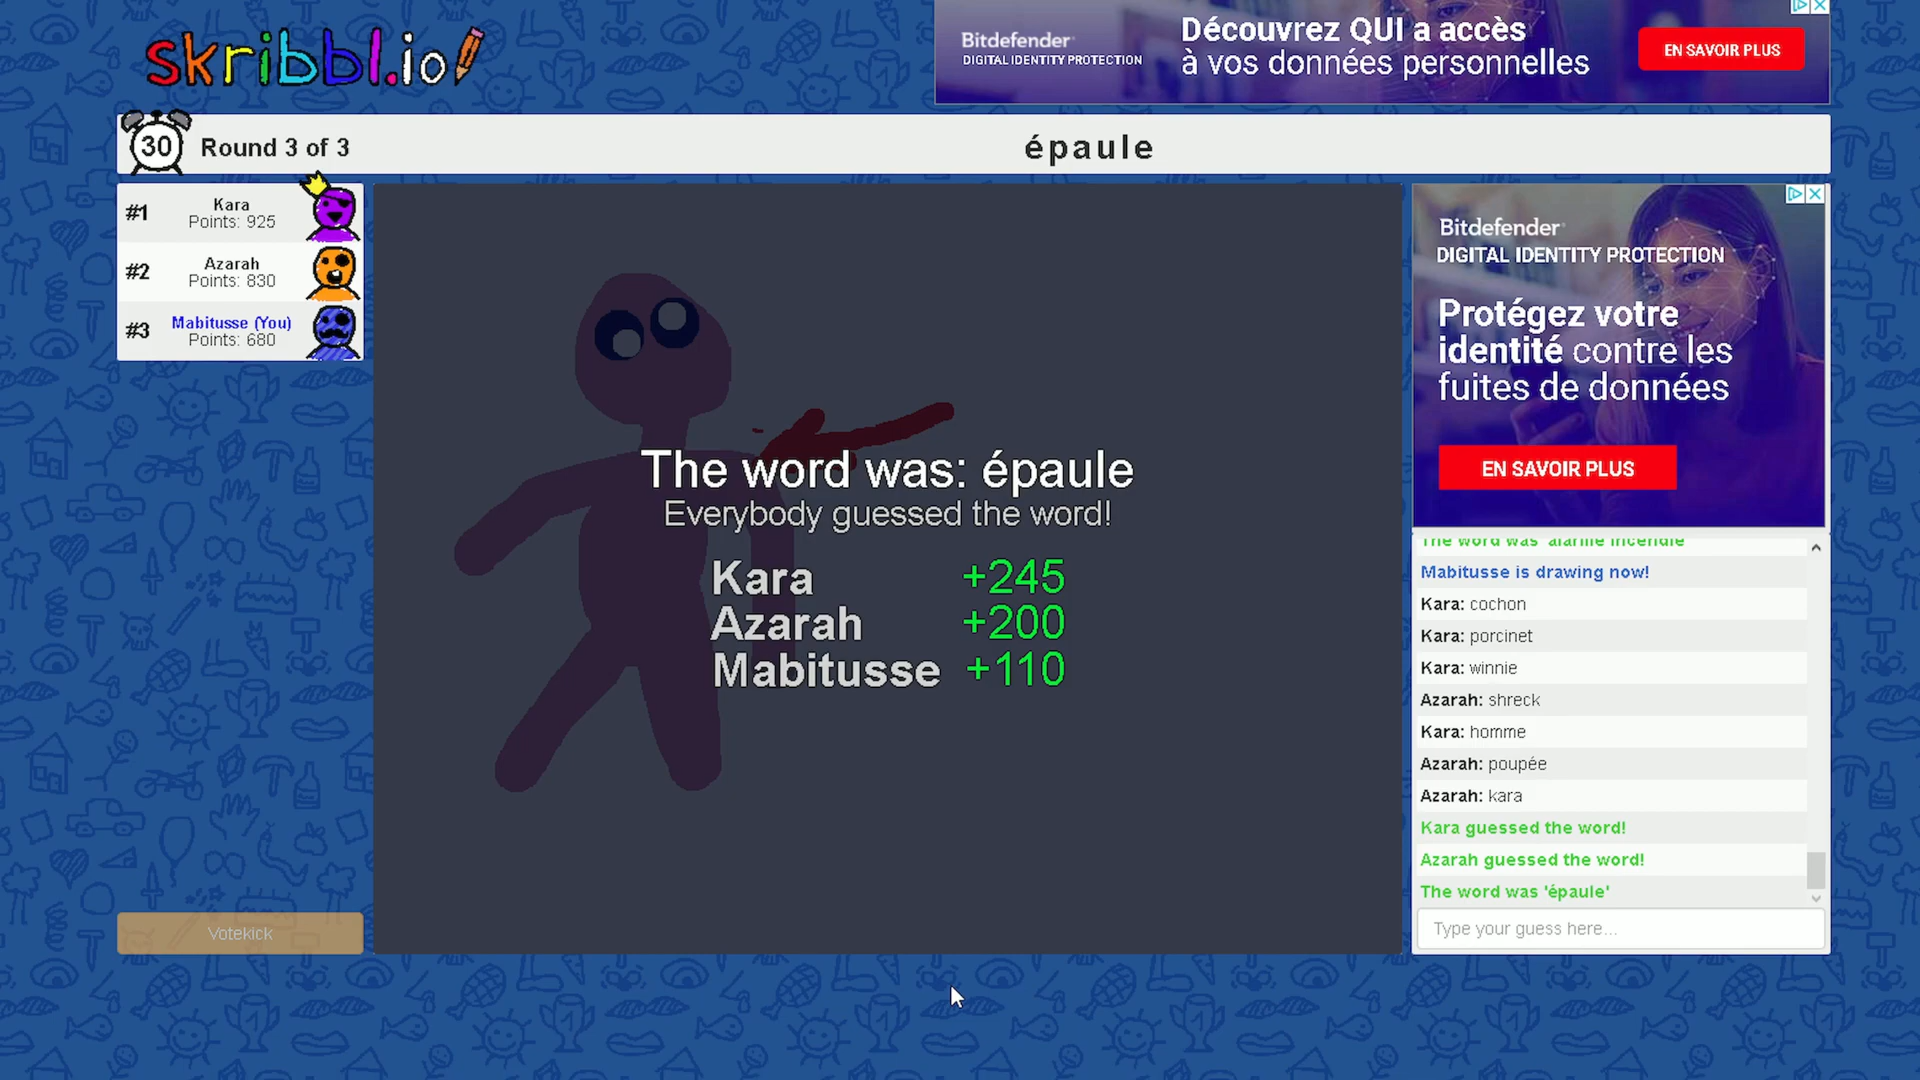 skribbl.io
Bitdefender
DIGITAL IDENTITY PROTECTION
Découvrez QUI a accès
à vos données personnelles
EN SAVOIR PLUS
30
Round 3 of 3
épaule
#1
Kara
Points: 925
#2
Azarah
Points: 830
#3
Mabitusse (You)
Points: 680
Votekick
The word was: épaule
Everybody guessed the word!
Kara +245
Azarah +200
Mabitusse +110
Bitdefender
DIGITAL IDENTITY PROTECTION
Protégez votre
identité contre les
fuites de données
EN SAVOIR PLUS
The word was 'alarme incendie'
Mabitusse is drawing now!
Kara: cochon
Kara: porcinet
Kara: winnie
Azarah: shreck
Kara: homme
Azarah: poupée
Azarah: kara
Kara guessed the word!
Azarah guessed the word!
The word was 'épaule'
Type your guess here...